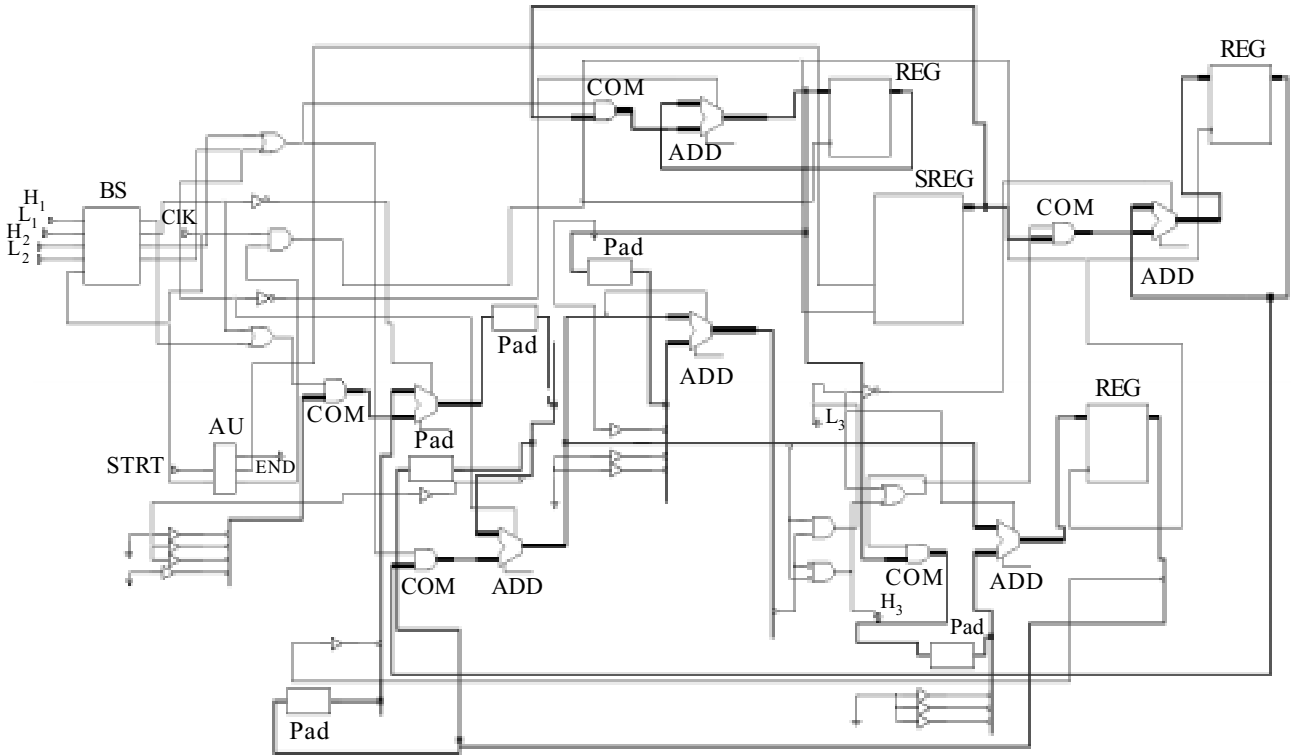 REG
REG
COM
ADD
SREG
BS
H1
L1
H2
L2
ClK
COM
Pad
ADD
Pad
ADD
COM
REG
L3
AU
Pad
STRT
END
COM
ADD
COM
ADD
H3
Pad
Pad